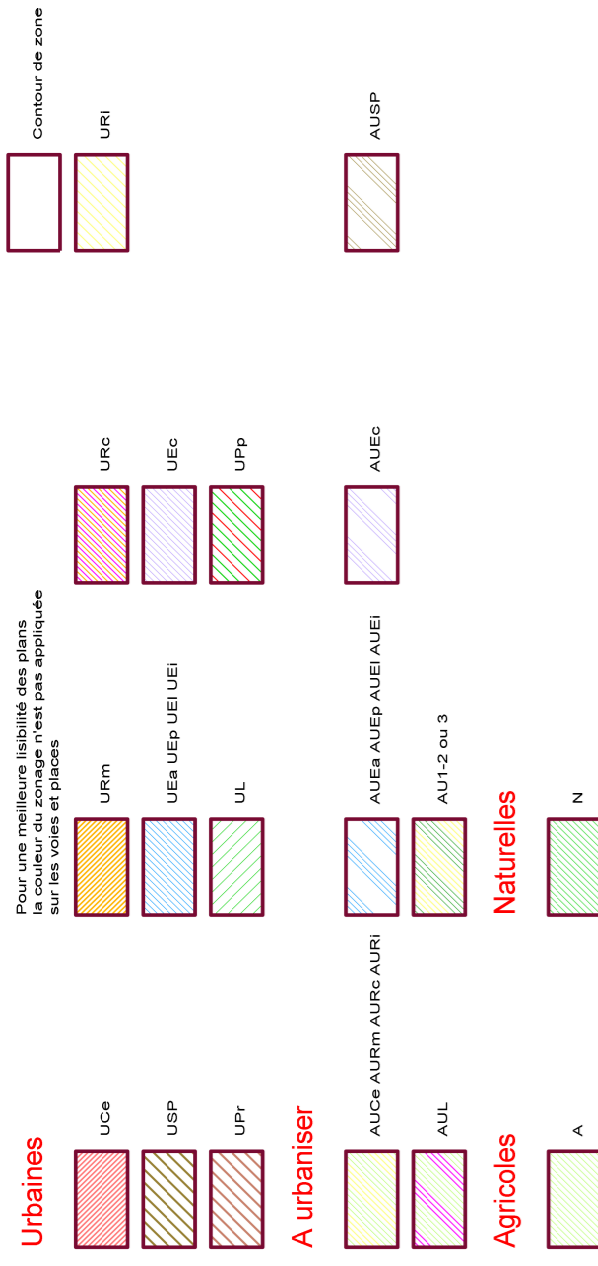 Pour une meilleure lisibilité des plans
la couleur du zonage n'est pas appliquée
sur les voies et places
Contour de zone
Urbaines
UCe
URm
URc
URi
USP
UEa UEp UEl UEi
UEc
UPr
UL
UPp
A urbaniser
AUCe AURm AURc AURi
AUEa AUEp AUEl AUEi
AUEc
AUSP
AUL
AU1-2 ou 3
Agricoles
Naturelles
A
N